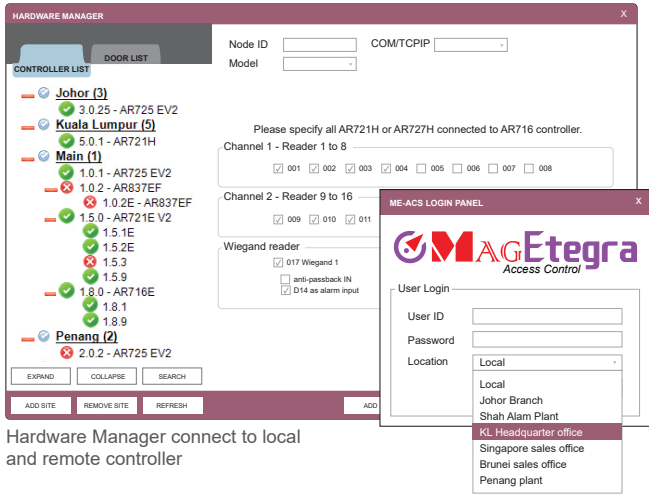 HARDWARE MANAGER X
CONTROLLER LIST
DOOR LIST
Johor (3)
3.0.25 - AR725 EV2
Kuala Lumpur (5)
5.0.1 - AR721H
Main (1)
1.0.1 - AR725 EV2
1.0.2 - AR837EF
1.0.2E - AR837EF
1.5.0 - AR721E V2
1.5.1E
1.5.2E
1.5.3
1.5.9
1.8.0 - AR716E
1.8.1
1.8.9
Penang (2)
2.0.2 - AR725 EV2
EXPAND COLLAPSE SEARCH
ADD SITE REMOVE SITE REFRESH
Node ID COM/TCPIP
Model
Please specify all AR721H or AR727H connected to AR716 controller.
Channel 1 - Reader 1 to 8
001 002 003 004 005 006 007 008
Channel 2 - Reader 9 to 16
009 010 011
Wiegand reader
017 Wiegand 1
anti-passback IN
D14 as alarm input
ADD
ME-ACS LOGIN PANEL X
MAGEtegra
Access Control
User Login
User ID
Password
Location Local
Local
Johor Branch
Shah Alam Plant
KL Headquarter office
Singapore sales office
Brunei sales office
Penang plant
Hardware Manager connect to local
and remote controller